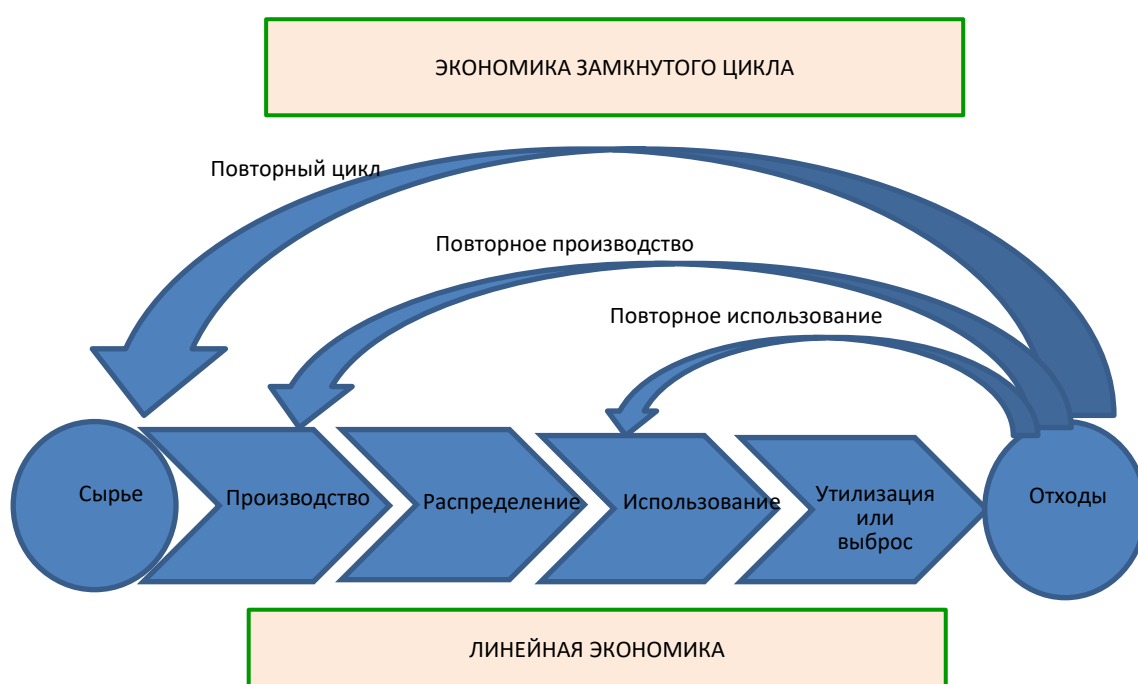 ЭКОНОМИКА ЗАМКНУТОГО ЦИКЛА
Повторный цикл
Повторное производство
Повторное использование
Сырье
Производство
Распределение
Использование
Утилизация
или
выброс
Отходы
ЛИНЕЙНАЯ ЭКОНОМИКА